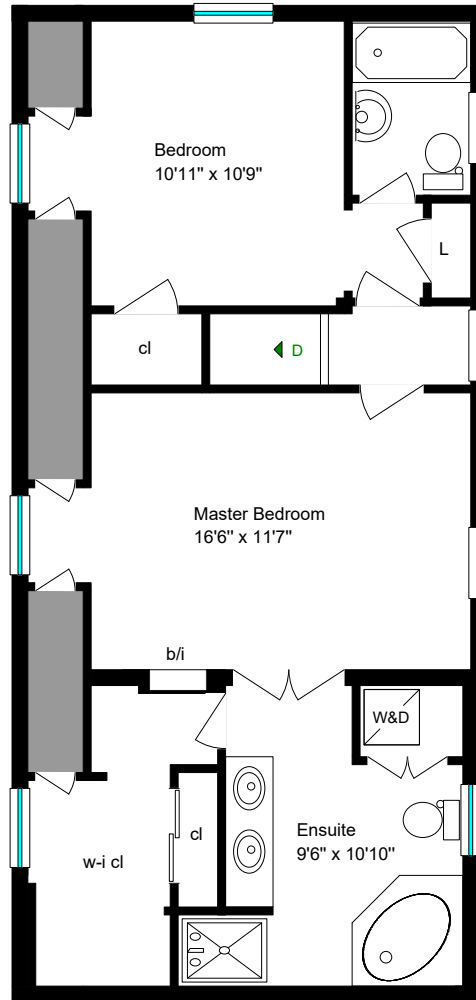 Bedroom
10'11" x 10'9"
L
cl
D
Master Bedroom
16'6" x 11'7"
b/i
W&D
cl
Ensuite
9'6" x 10'10"
w-i cl